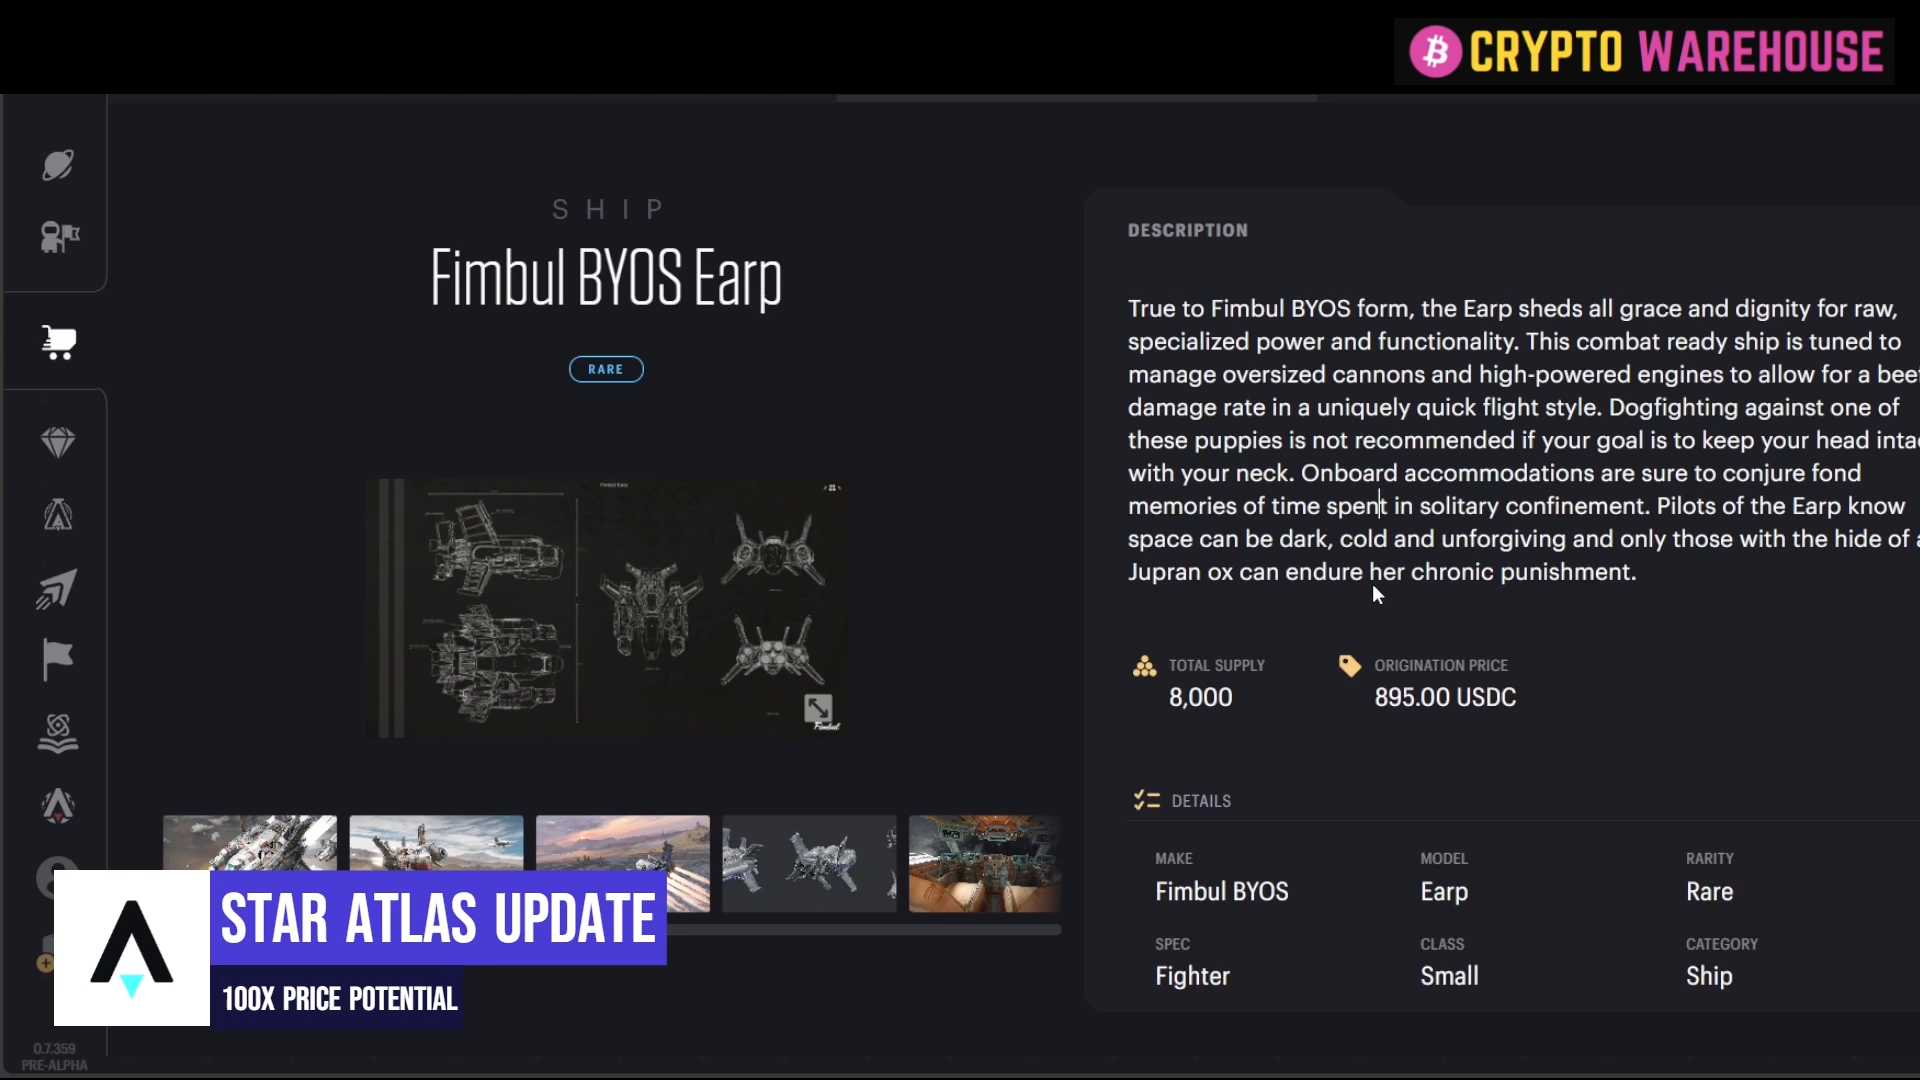 CRYPTO WAREHOUSE
SHIP
Fimbul BYOS Earp
RARE
Fimbul Earp
Fimbul
DESCRIPTION
True to Fimbul BYOS form, the Earp sheds all grace and dignity for raw,
specialized power and functionality. This combat ready ship is tuned to
manage oversized cannons and high-powered engines to allow for a beef
damage rate in a uniquely quick flight style. Dogfighting against one of
these puppies is not recommended if your goal is to keep your head inta
with your neck. Onboard accommodations are sure to conjure fond
memories of time spent in solitary confinement. Pilots of the Earp know
space can be dark, cold and unforgiving and only those with the hide of a
Jupran ox can endure her chronic punishment.
TOTAL SUPPLY
8,000
ORIGINATION PRICE
895.00 USDC
DETAILS
MAKE MODEL RARITY
Fimbul BYOS Earp Rare
SPEC CLASS CATEGORY
Fighter Small Ship
STAR ATLAS UPDATE
100X PRICE POTENTIAL
0.7.359
PRE-ALPHA